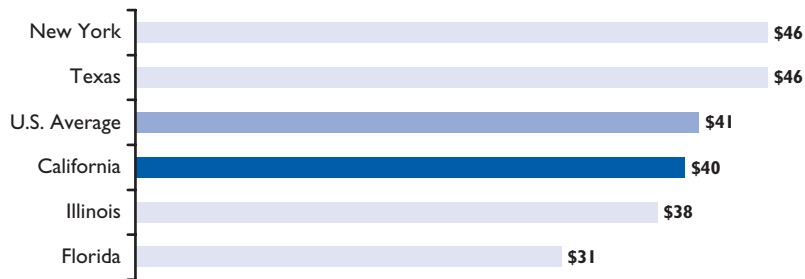 New York $46
Texas $46
U.S. Average $41
California $40
Illinois $38
Florida $31